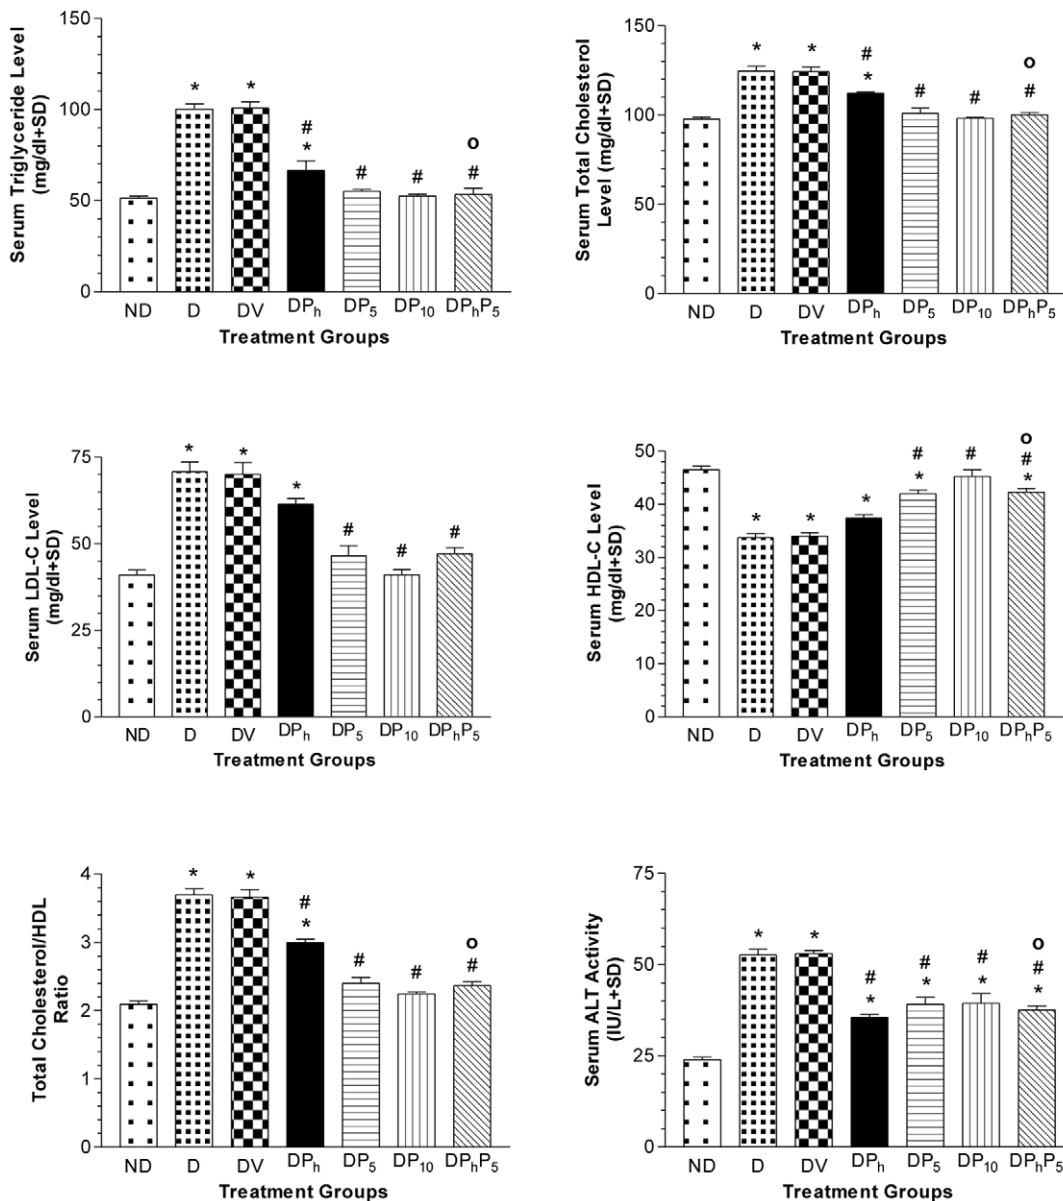 Serum Triglyceride Level
(mg/dl+SD)
150
100
50
0
* * # * # # o #
ND D DV DPh DP5 DP10 DPhP5
Treatment Groups
Serum Total Cholesterol
Level (mg/dl+SD)
150
100
50
0
* * # * # # o #
ND D DV DPh DP5 DP10 DPhP5
Treatment Groups
Serum LDL-C Level
(mg/dl+SD)
75
50
25
0
* * * # # #
ND D DV DPh DP5 DP10 DPhP5
Treatment Groups
Serum HDL-C Level
(mg/dl+SD)
50
40
30
20
10
0
* * * # * # o # *
ND D DV DPh DP5 DP10 DPhP5
Treatment Groups
Total Cholesterol/HDL
Ratio
4
3
2
1
0
* * # * # # o #
ND D DV DPh DP5 DP10 DPhP5
Treatment Groups
Serum ALT Activity
(IU/L+SD)
75
50
25
0
* * # * # * # * o # *
ND D DV DPh DP5 DP10 DPhP5
Treatment Groups